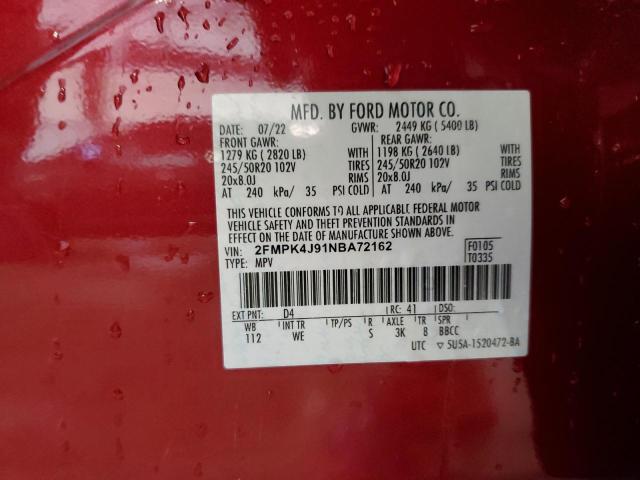 MFD. BY FORD MOTOR CO.
DATE: 07/22 GVWR: 2449 KG ( 5400 LB)
FRONT GAWR: REAR GAWR:
1279 KG ( 2820 LB) WITH 1198 KG ( 2640 LB) WITH
245/50R20 102V TIRES 245/50R20 102V TIRES
20x8.0J RIMS 20x8.0J RIMS
AT 240 kPa/ 35 PSI COLD AT 240 kPa/ 35 PSI COLD
THIS VEHICLE CONFORMS TO ALL APPLICABLE FEDERAL MOTOR
VEHICLE SAFETY AND THEFT PREVENTION STANDARDS IN
EFFECT ON THE DATE OF MANUFACTURE SHOWN ABOVE.
VIN: 2FMPK4J91NBA72162 F0105
TYPE: MPV T0335
EXT PNT: D4 RC: 41 DSO:
WB INT TR TP/PS R AXLE TR SPR
112 WE S 3K 8 BBCC
UTC ▽ 5U5A-1520472-BA